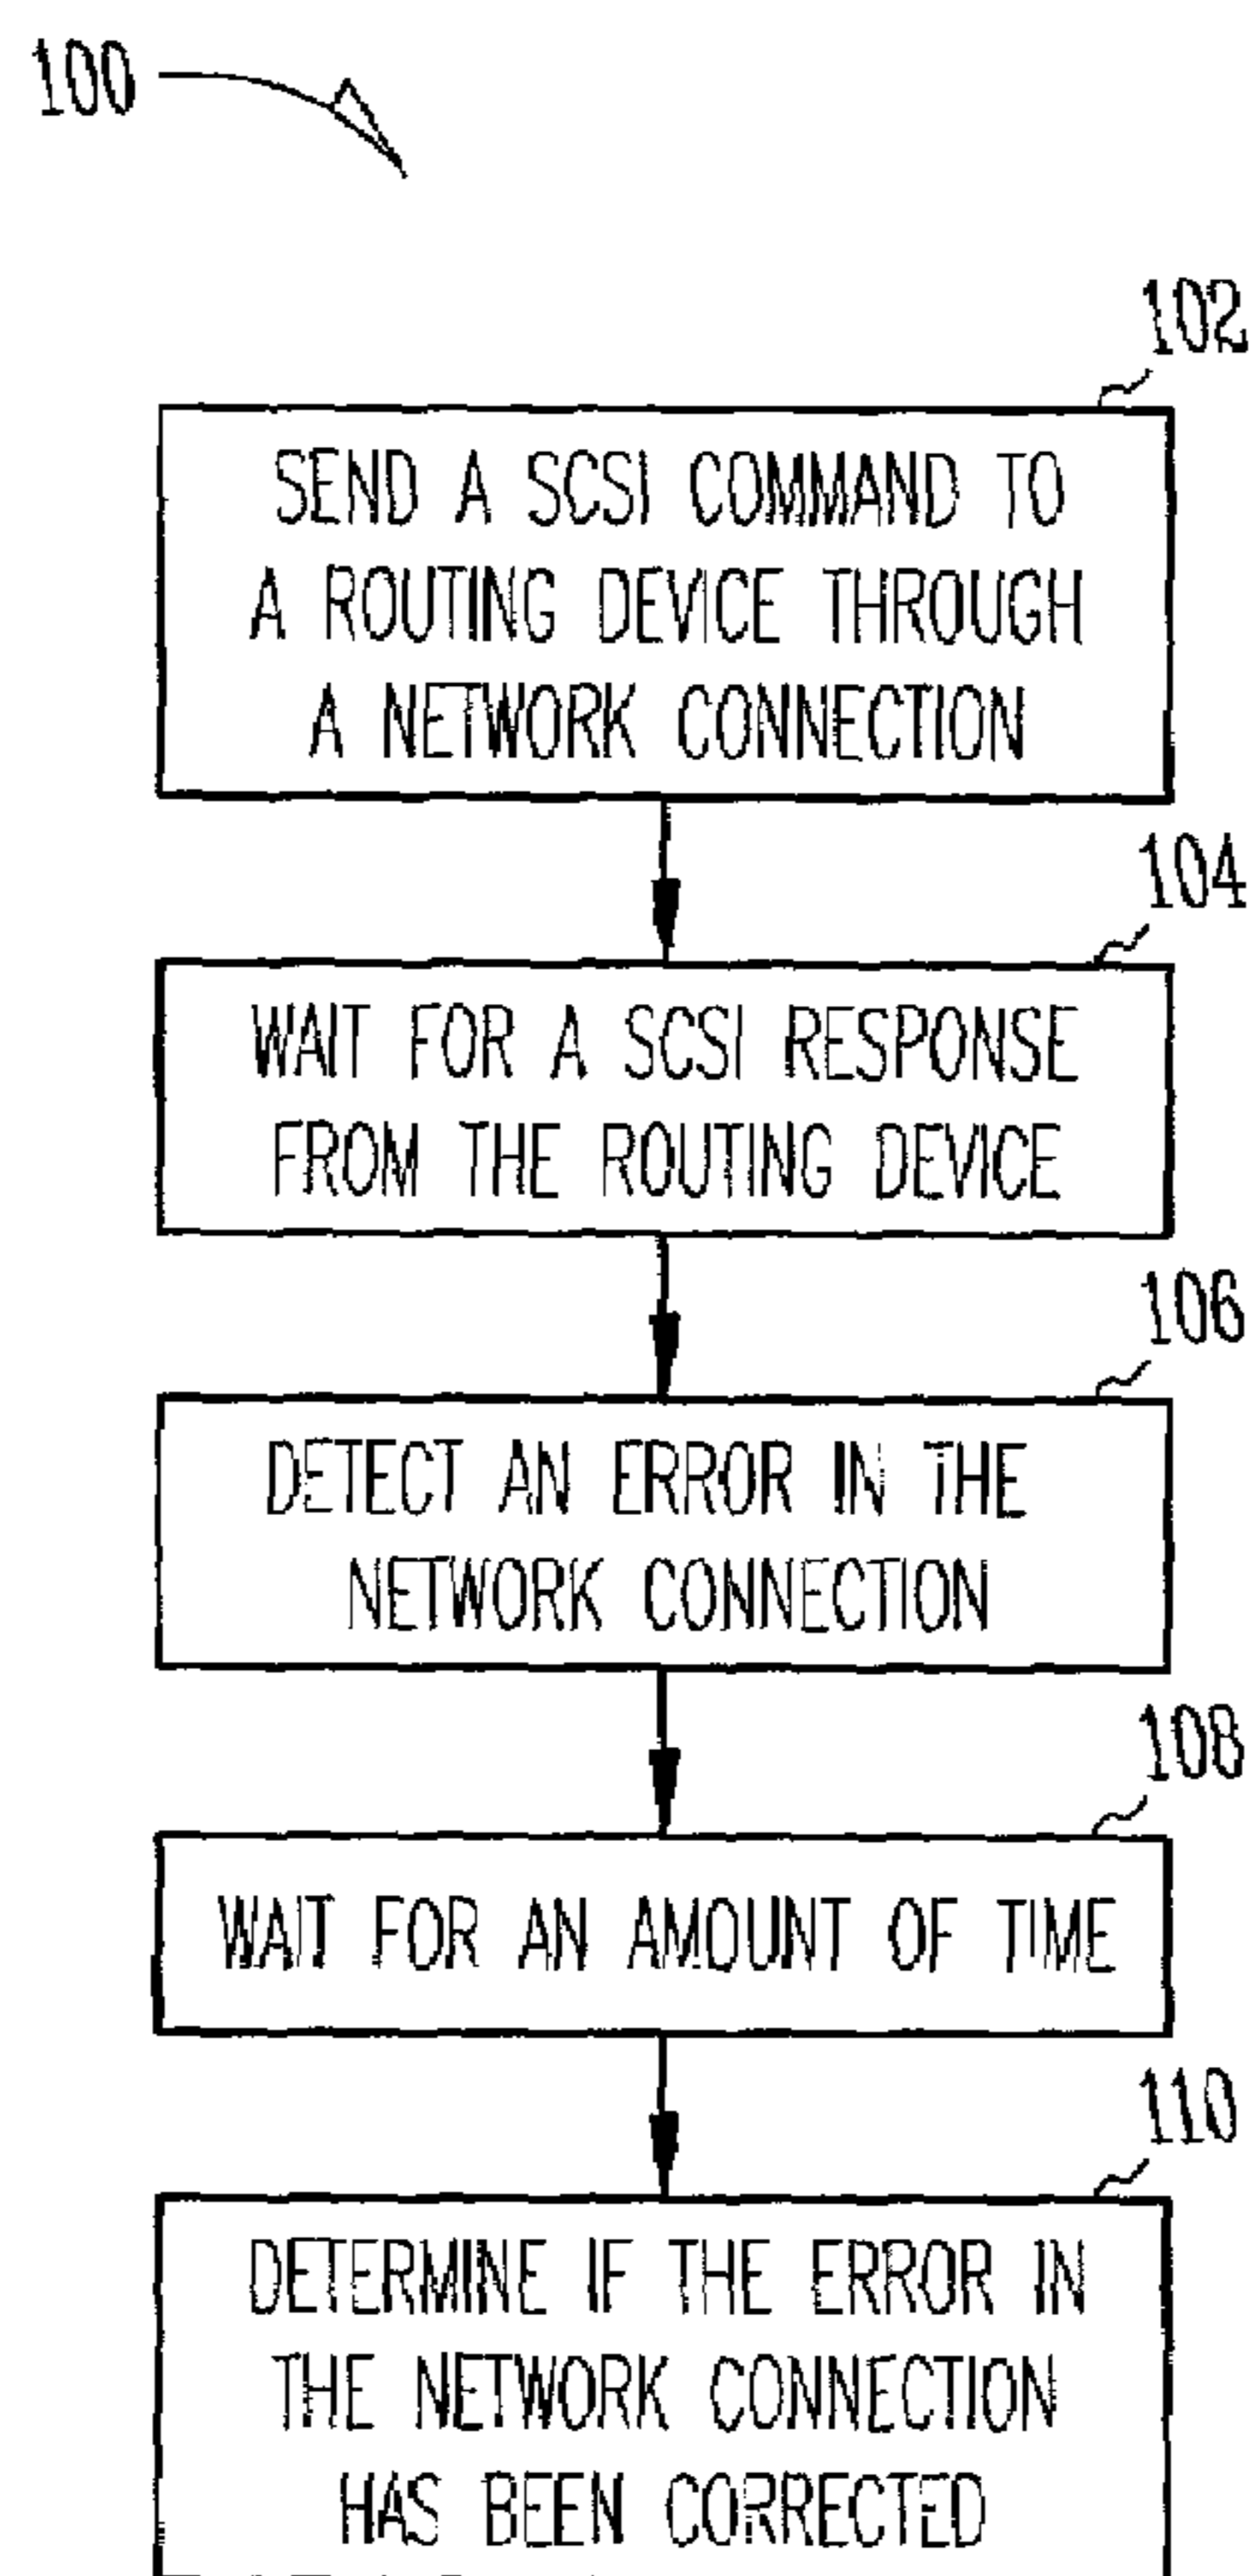 100
102
SEND A SCSI COMMAND TO
A ROUTING DEVICE THROUGH
A NETWORK CONNECTION
104
WAIT FOR A SCSI RESPONSE
FROM THE ROUTING DEVICE
106
DETECT AN ERROR IN THE
NETWORK CONNECTION
108
WAIT FOR AN AMOUNT OF TIME
110
DETERMINE IF THE ERROR IN
THE NETWORK CONNECTION
HAS BEEN CORRECTED